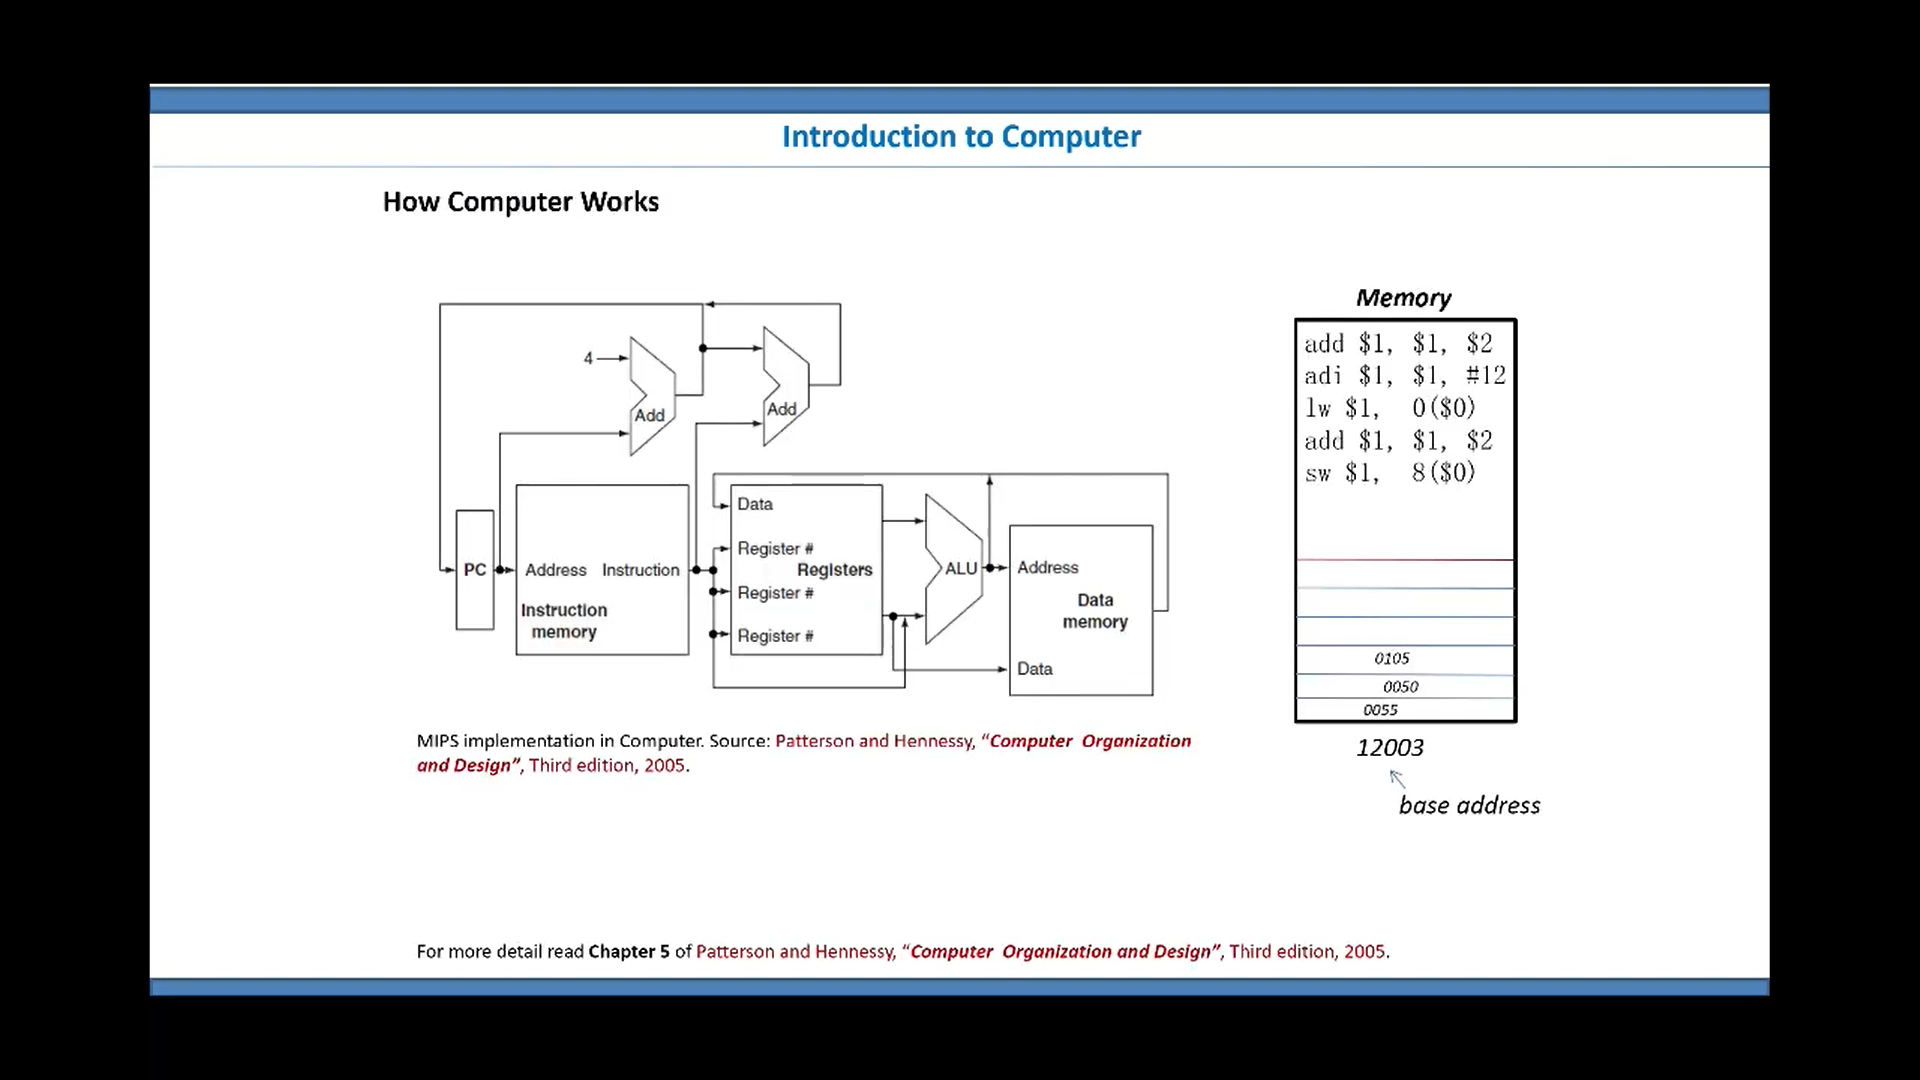 Introduction to Computer
How Computer Works
4
Add
Add
PC
Address
Instruction
Instruction
memory
Data
Register #
Registers
Register #
Register #
ALU
Address
Data
memory
Data
MIPS implementation in Computer. Source: Patterson and Hennessy, “Computer Organization
and Design”, Third edition, 2005.
Memory
add $1, $1, $2
adi $1, $1, #12
lw $1, 0($0)
add $1, $1, $2
sw $1, 8($0)
0105
0050
0055
12003
base address
For more detail read Chapter 5 of Patterson and Hennessy, “Computer Organization and Design”, Third edition, 2005.